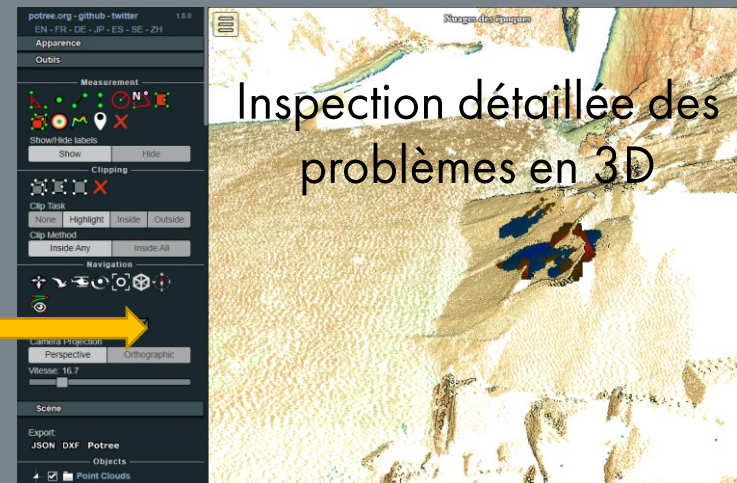 potree.org - github - twitter 1.8.0
EN - FR - DE - JP - ES - SE - ZH
Apparence
Outils
Measurement
N
Show/Hide labels
Show Hide
Clipping
Clip Task
None Highlight Inside Outside
Clip Method
Inside Any Inside All
Navigation
Camera Projection
Perspective Orthographic
Vitesse: 16.7
Scène
Export:
JSON DXF Potree
Objects
Point Clouds
Nuages des époques
Inspection détaillée des
problèmes en 3D